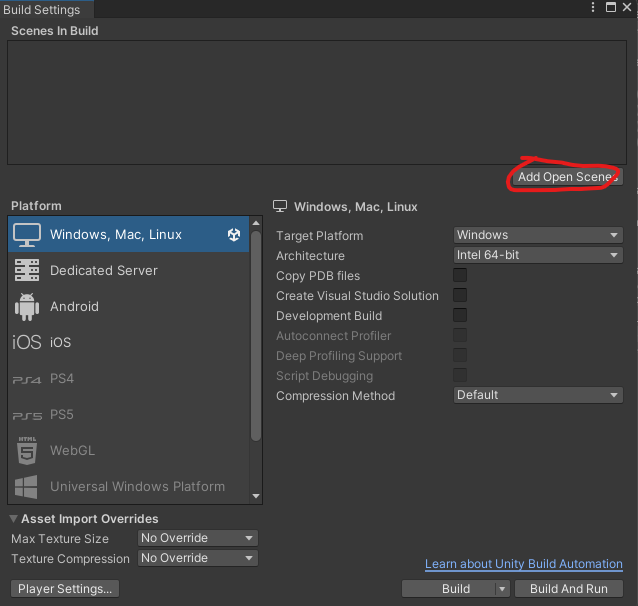 Build Settings
Scenes In Build
Add Open Scenes
Platform
Windows, Mac, Linux
Dedicated Server
Android
iOS iOS
PS4 PS4
PS5 PS5
HTML 5 WebGL
Universal Windows Platform
Windows, Mac, Linux
Target Platform Windows
Architecture Intel 64-bit
Copy PDB files
Create Visual Studio Solution
Development Build
Autoconnect Profiler
Deep Profiling Support
Script Debugging
Compression Method Default
Asset Import Overrides
Max Texture Size No Override
Texture Compression No Override
Learn about Unity Build Automation
Player Settings... Build Build And Run